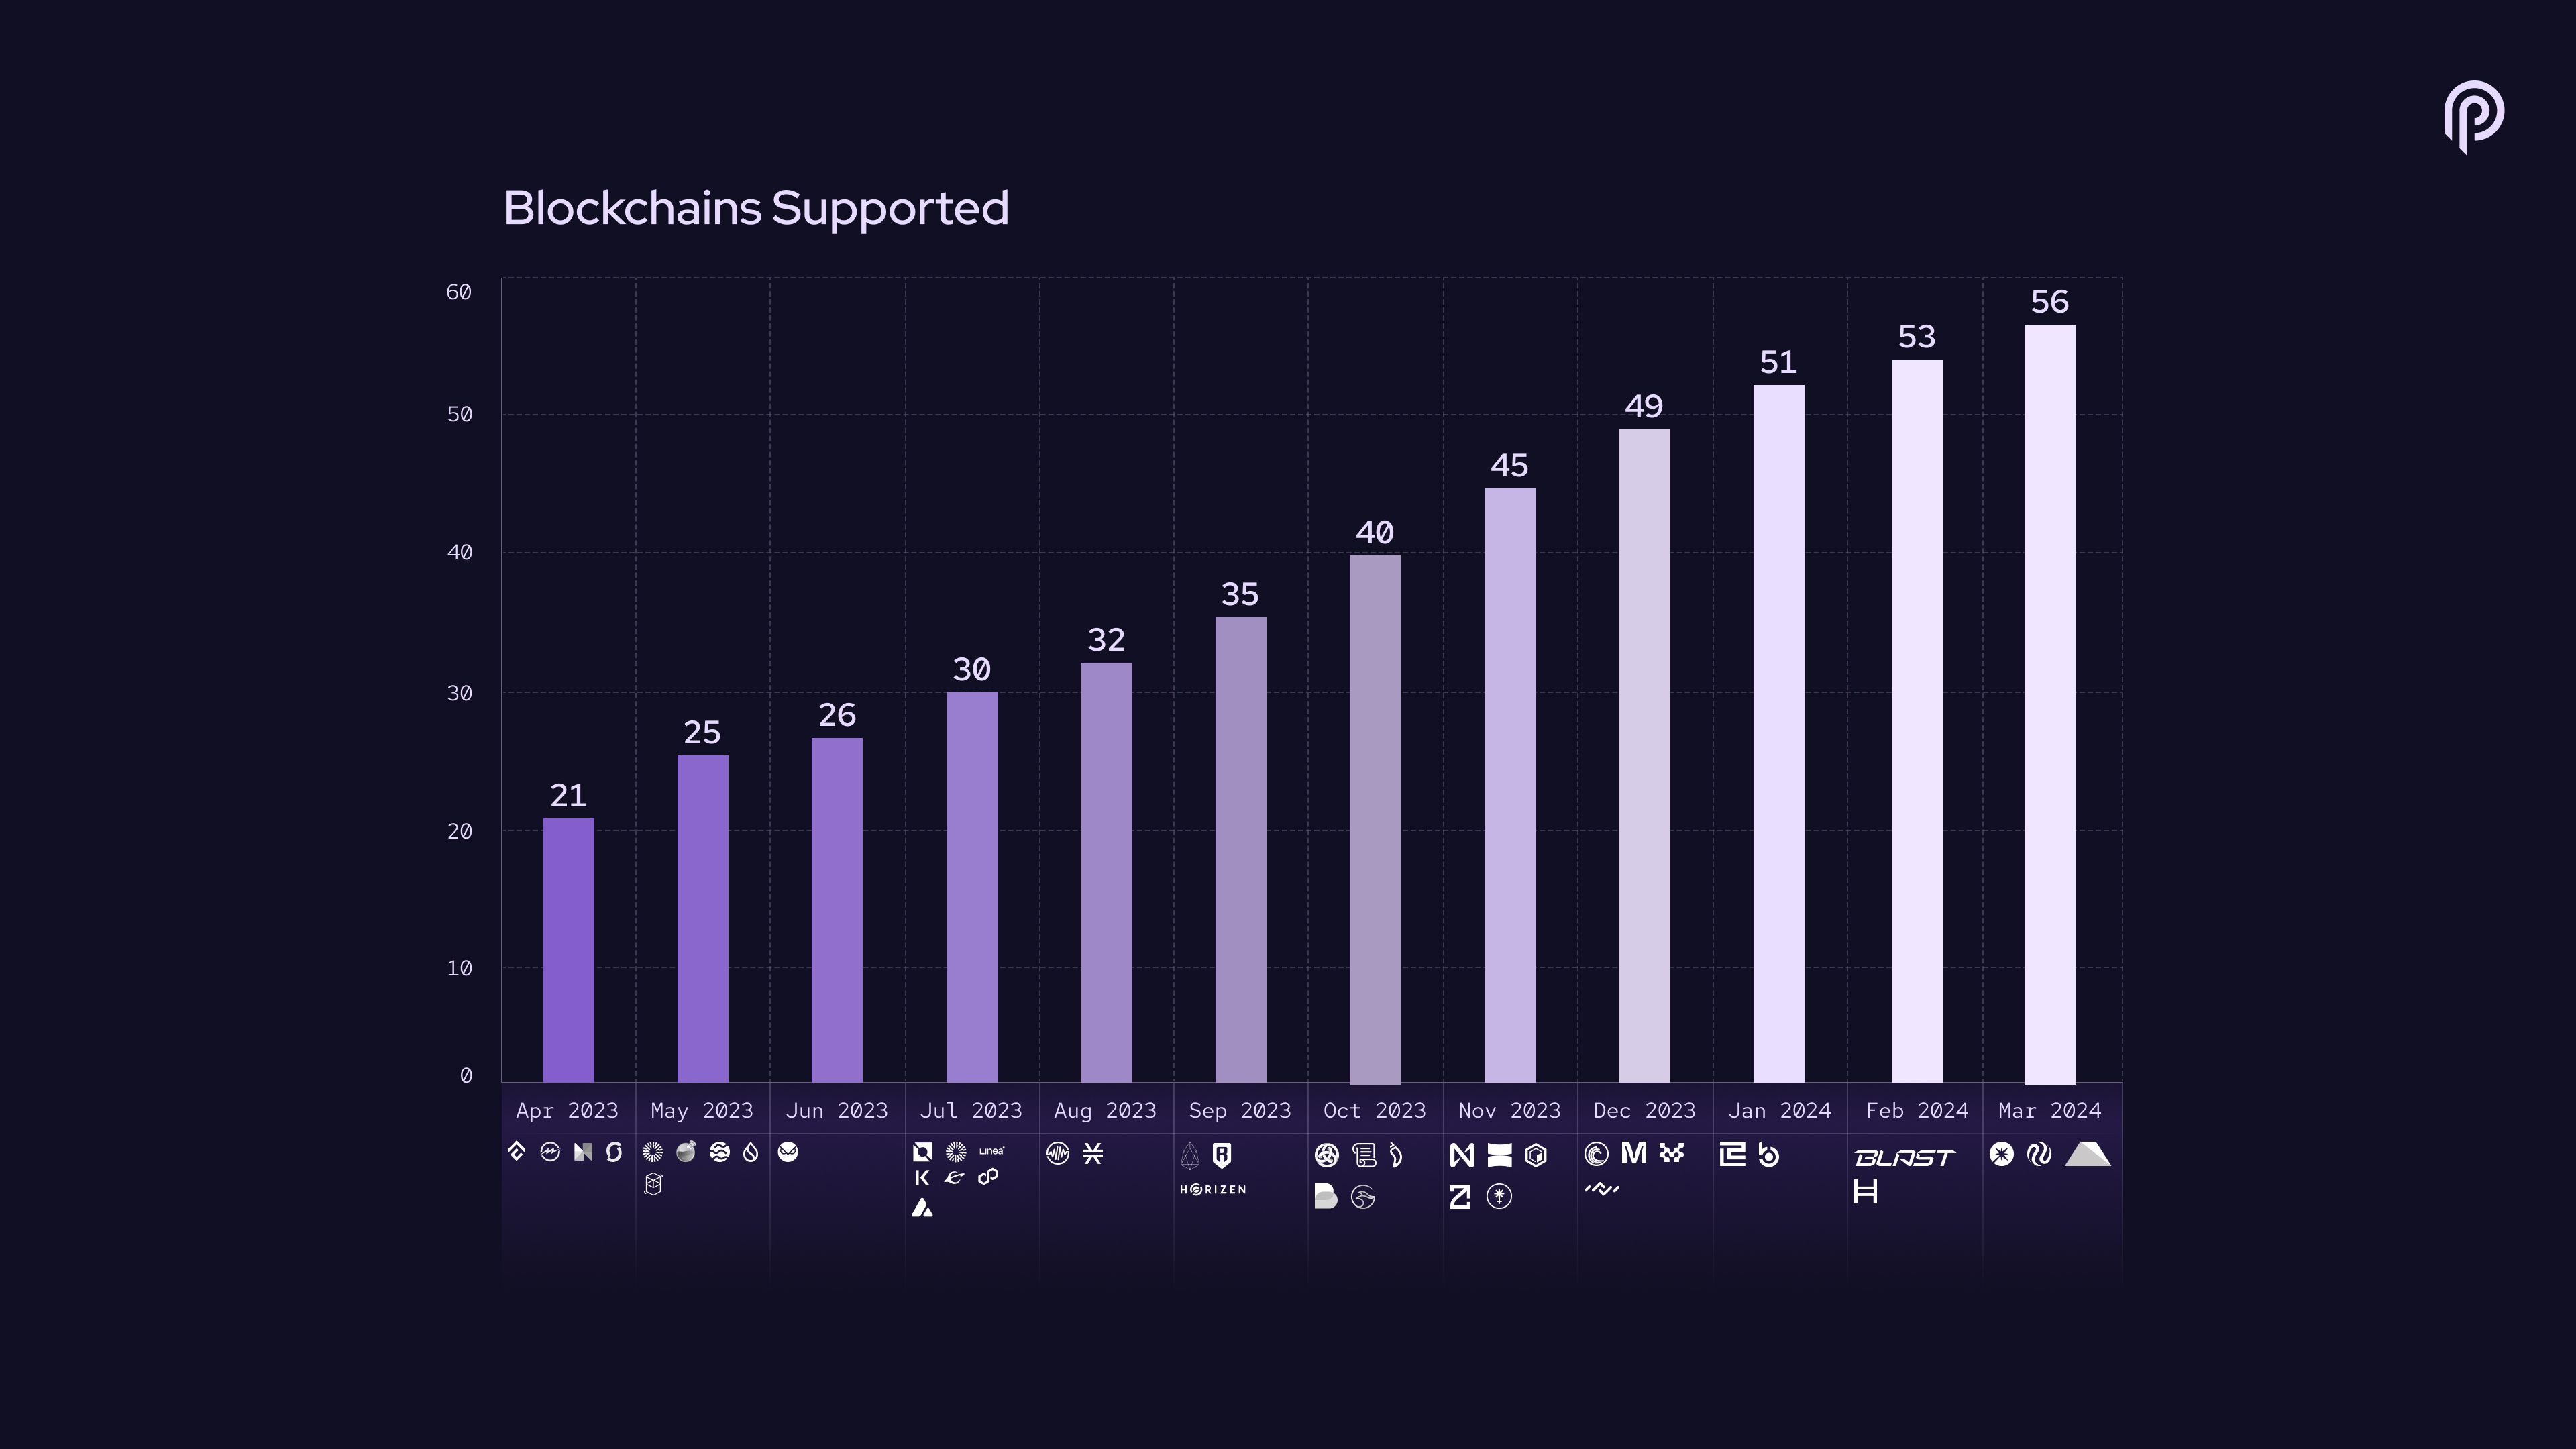 Blockchains Supported
60
50
40
30
20
10
0
21
25
26
30
32
35
40
45
49
51
53
56
Apr 2023
May 2023
Jun 2023
Jul 2023
Aug 2023
Sep 2023
Oct 2023
Nov 2023
Dec 2023
Jan 2024
Feb 2024
Mar 2024
Linea
HORIZEN
BLAST